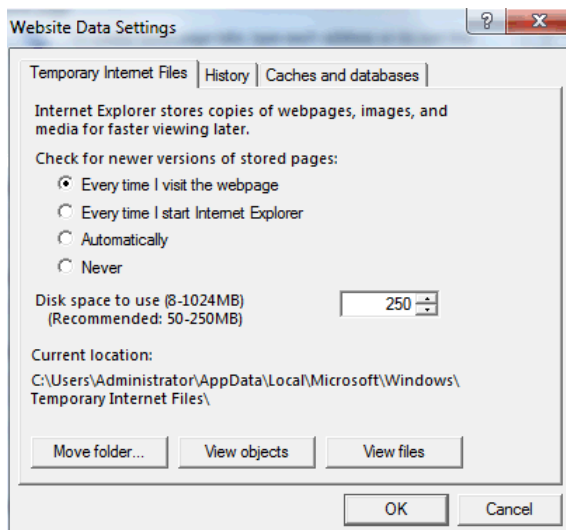 Website Data Settings
?
X
Temporary Internet Files
History
Caches and databases
Internet Explorer stores copies of webpages, images, and
media for faster viewing later.
Check for newer versions of stored pages:
Every time I visit the webpage
Every time I start Internet Explorer
Automatically
Never
Disk space to use (8-1024MB)
250
(Recommended: 50-250MB)
Current location:
C:\Users\Administrator\AppData\Local\Microsoft\Windows\
Temporary Internet Files\
Move folder...
View objects
View files
OK
Cancel